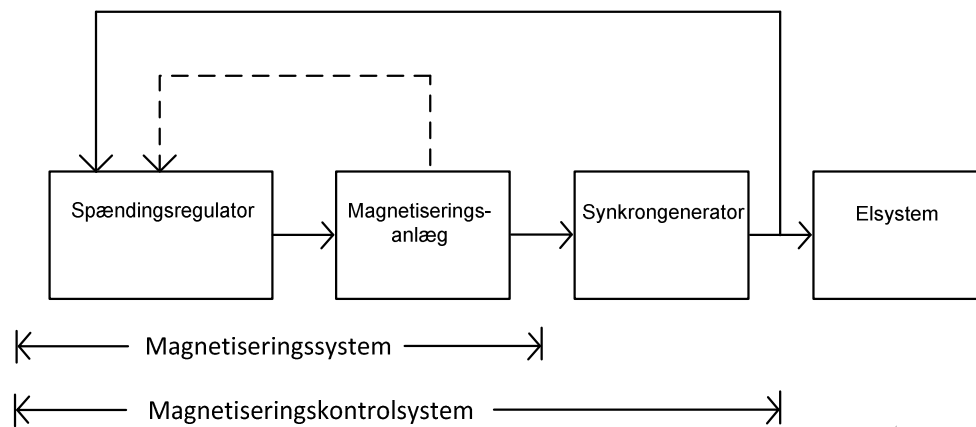 Spændingsregulator
Magnetiserings-
anlæg
Synkrongenerator
Elsystem
Magnetiseringssystem
Magnetiseringskontrolsystem